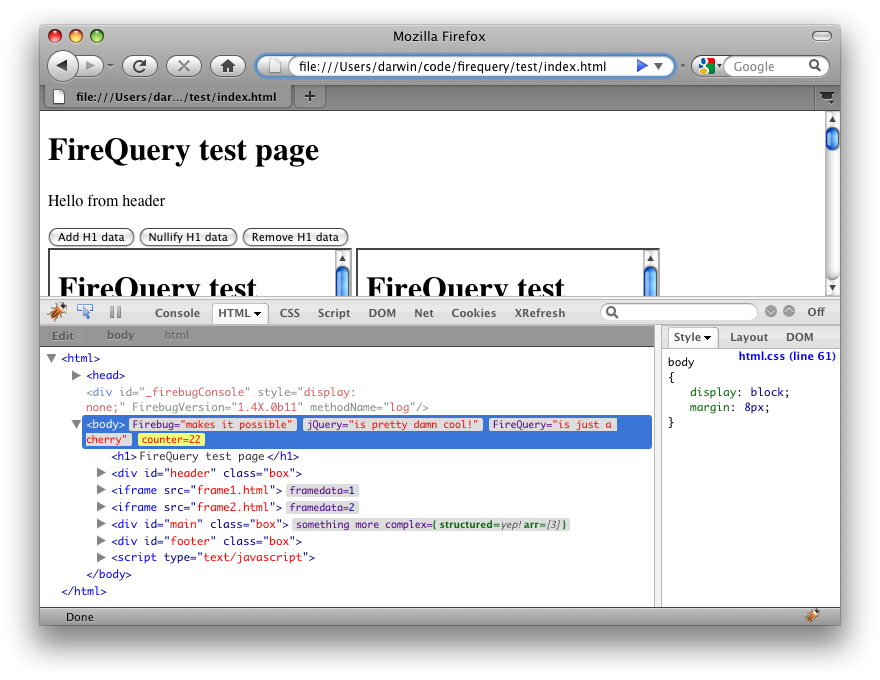 Mozilla Firefox
file:///Users/darwin/code/firequery/test/index.html
Google
file:///Users/dar.../test/index.html
FireQuery test page
Hello from header
Add H1 data Nullify H1 data Remove H1 data
FireQuery test FireQuery test
Console HTML CSS Script DOM Net Cookies XRefresh Off
Edit body html
Style Layout DOM
<html>
<head>
<div id="_firebugConsole" style="display:
none;" FirebugVersion="1.4X.0b11" methodName="log"/>
<body> Firebug="makes it possible" jQuery="is pretty damn cool!" FireQuery="is just a
cherry" counter=22
<h1>FireQuery test page</h1>
<div id="header" class="box">
<iframe src="frame1.html"> framedata=1
<iframe src="frame2.html"> framedata=2
<div id="main" class="box"> something more complex={ structured=yep! arr=[3] }
<div id="footer" class="box">
<script type="text/javascript">
</body>
</html>
html.css (line 61)
body
{
display: block;
margin: 8px;
}
Done